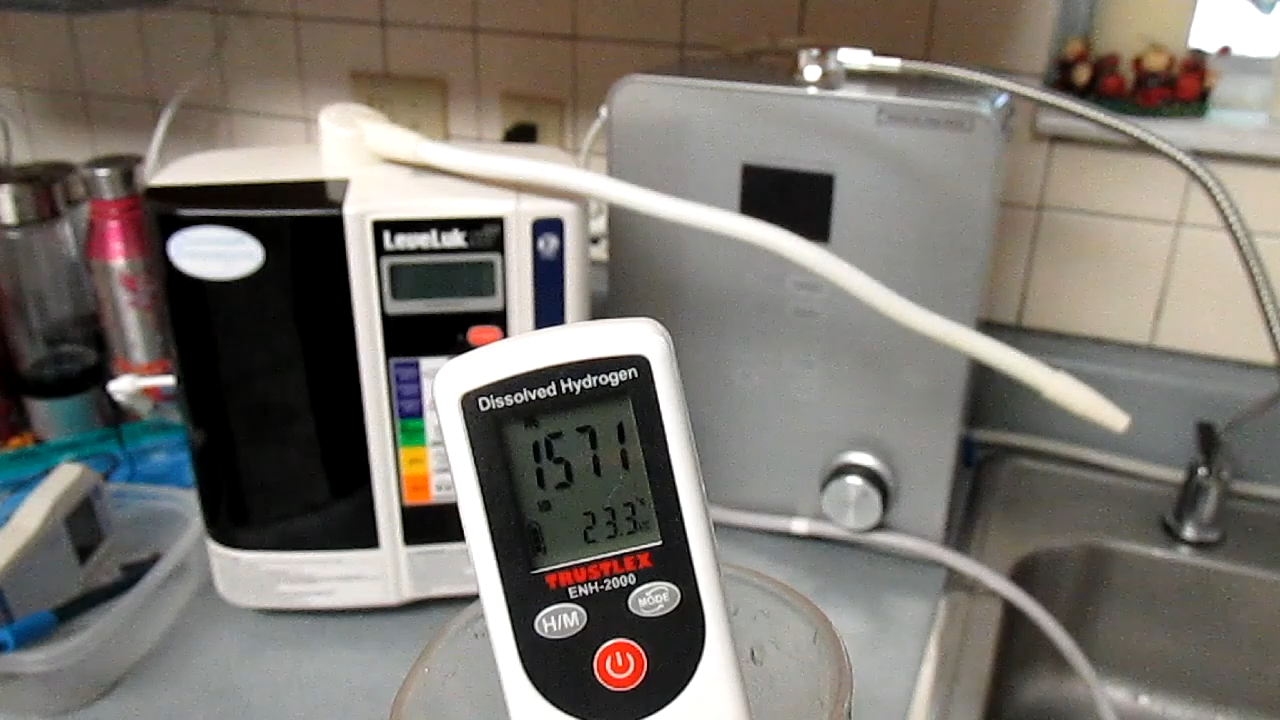 LeveLuk
Dissolved Hydrogen
1571
23.3
TRUSTLEX
ENH-2000
H/M
MODE